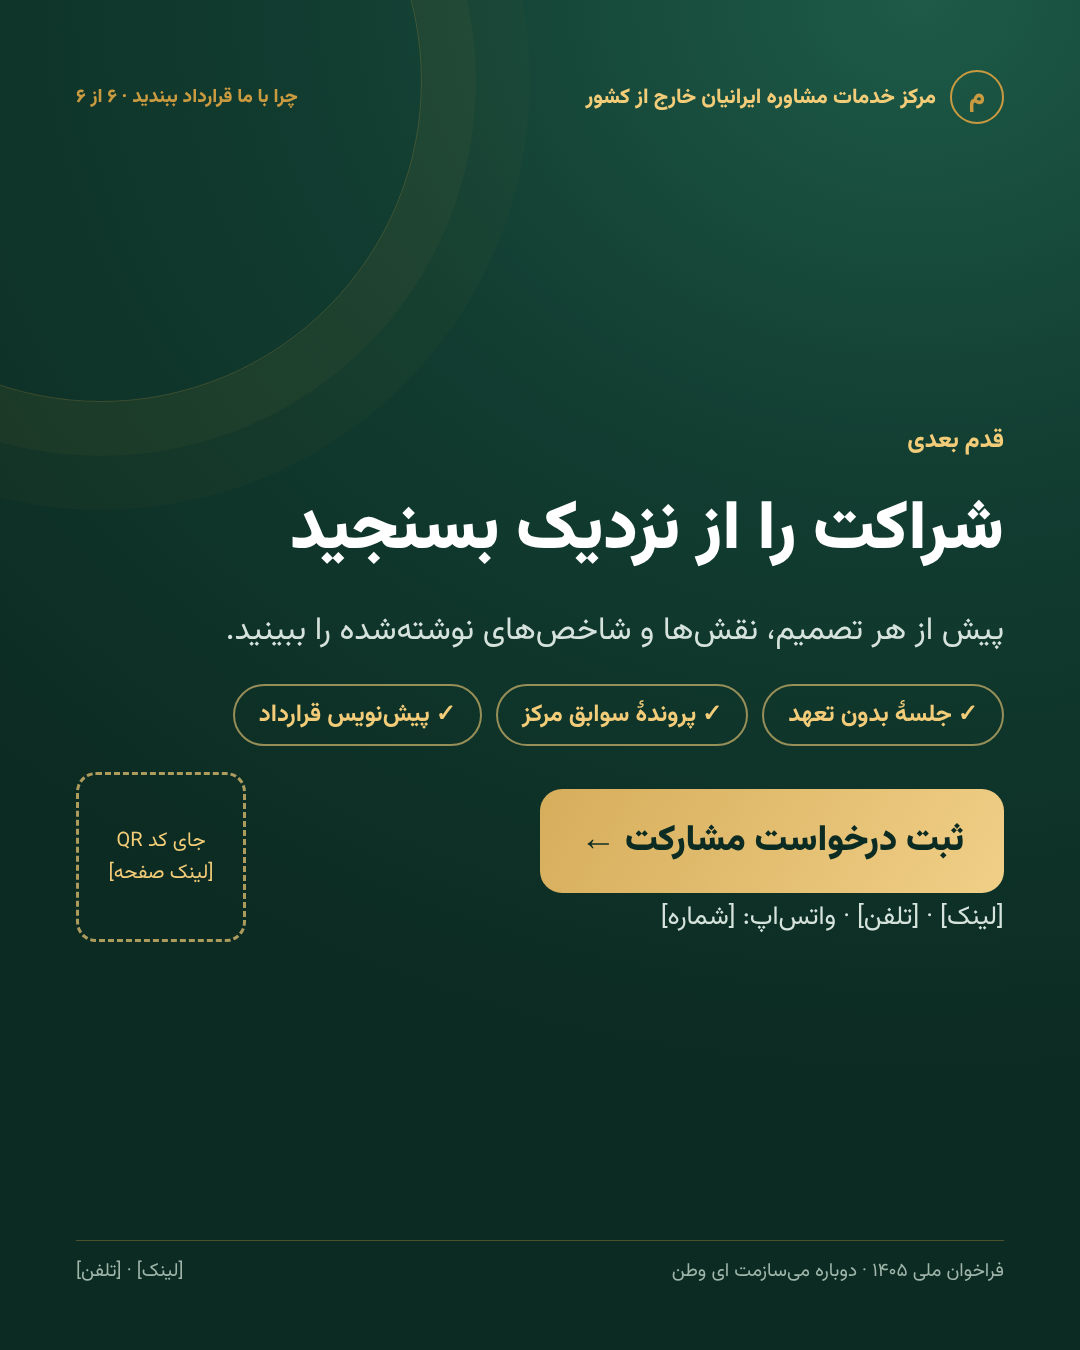 م
مرکز خدمات مشاوره ایرانیان خارج از کشور
چرا با ما قرارداد ببندید · ۶ از ۶
قدم بعدی
شراکت را از نزدیک بسنجید
پیش از هر تصمیم، نقش‌ها و شاخص‌های نوشته‌شده را ببینید.
✓ جلسهٔ بدون تعهد
✓ پروندهٔ سوابق مرکز
✓ پیش‌نویس قرارداد
ثبت درخواست مشارکت ←
[لینک] · [تلفن] · واتس‌اپ: [شماره]
جای کد QR
[لینک صفحه]
فراخوان ملی ۱۴۰۵ · دوباره می‌سازمت ای وطن
[لینک] · [تلفن]